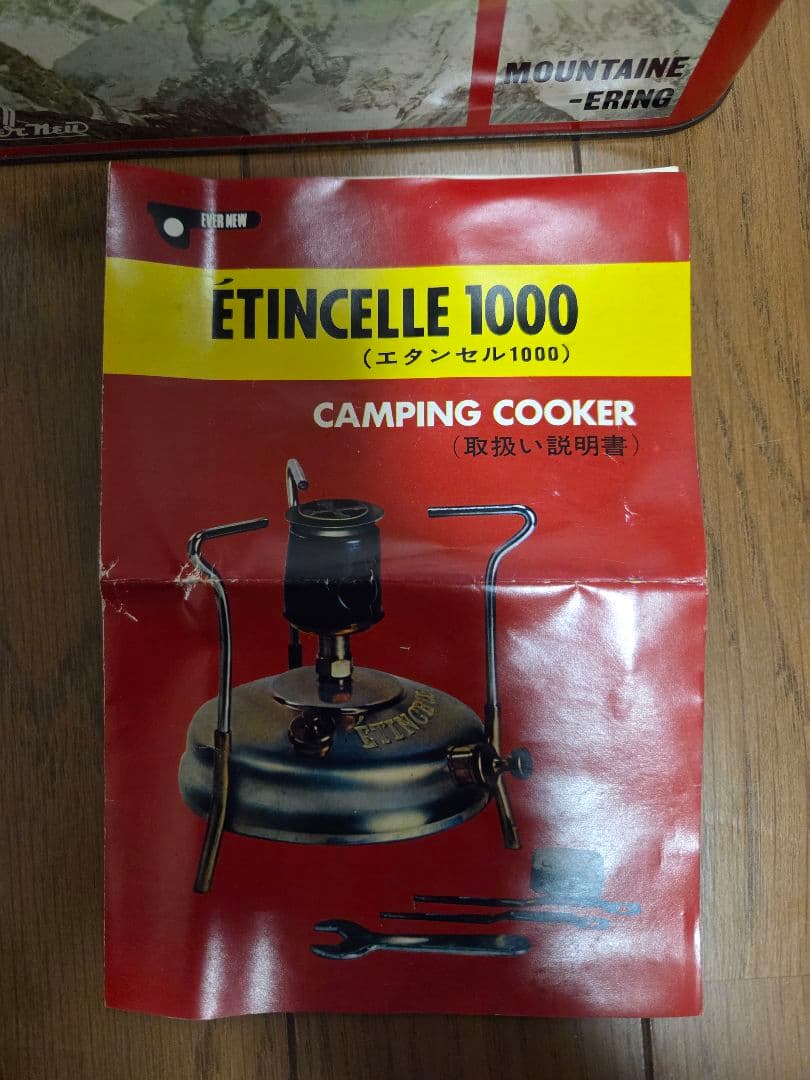 MOUNTAINE
-ERING
EVER NEW
ÉTINCELLE 1000
(エタンセル1000)
CAMPING COOKER
(取扱い説明書)